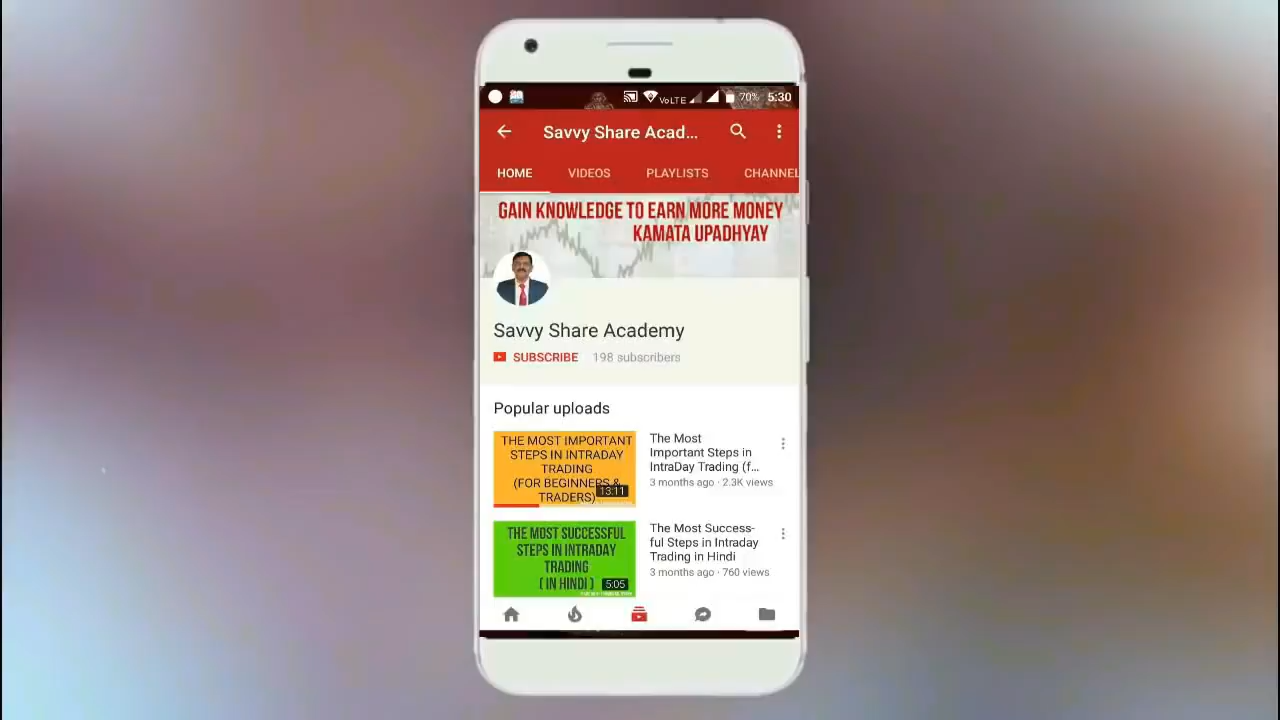 VoLTE 70% 5:30
Savvy Share Acad...
HOME VIDEOS PLAYLISTS CHANNEL
GAIN KNOWLEDGE TO EARN MORE MONEY
KAMATA UPADHYAY
Savvy Share Academy
SUBSCRIBE 198 subscribers
Popular uploads
THE MOST IMPORTANT
STEPS IN INTRADAY
TRADING
(FOR BEGINNERS &
TRADERS)
13:11
The Most
Important Steps in
IntraDay Trading (f...
3 months ago · 2.3K views
THE MOST SUCCESSFUL
STEPS IN INTRADAY
TRADING
( IN HINDI )
5:05
The Most Success-
ful Steps in Intraday
Trading in Hindi
3 months ago · 760 views